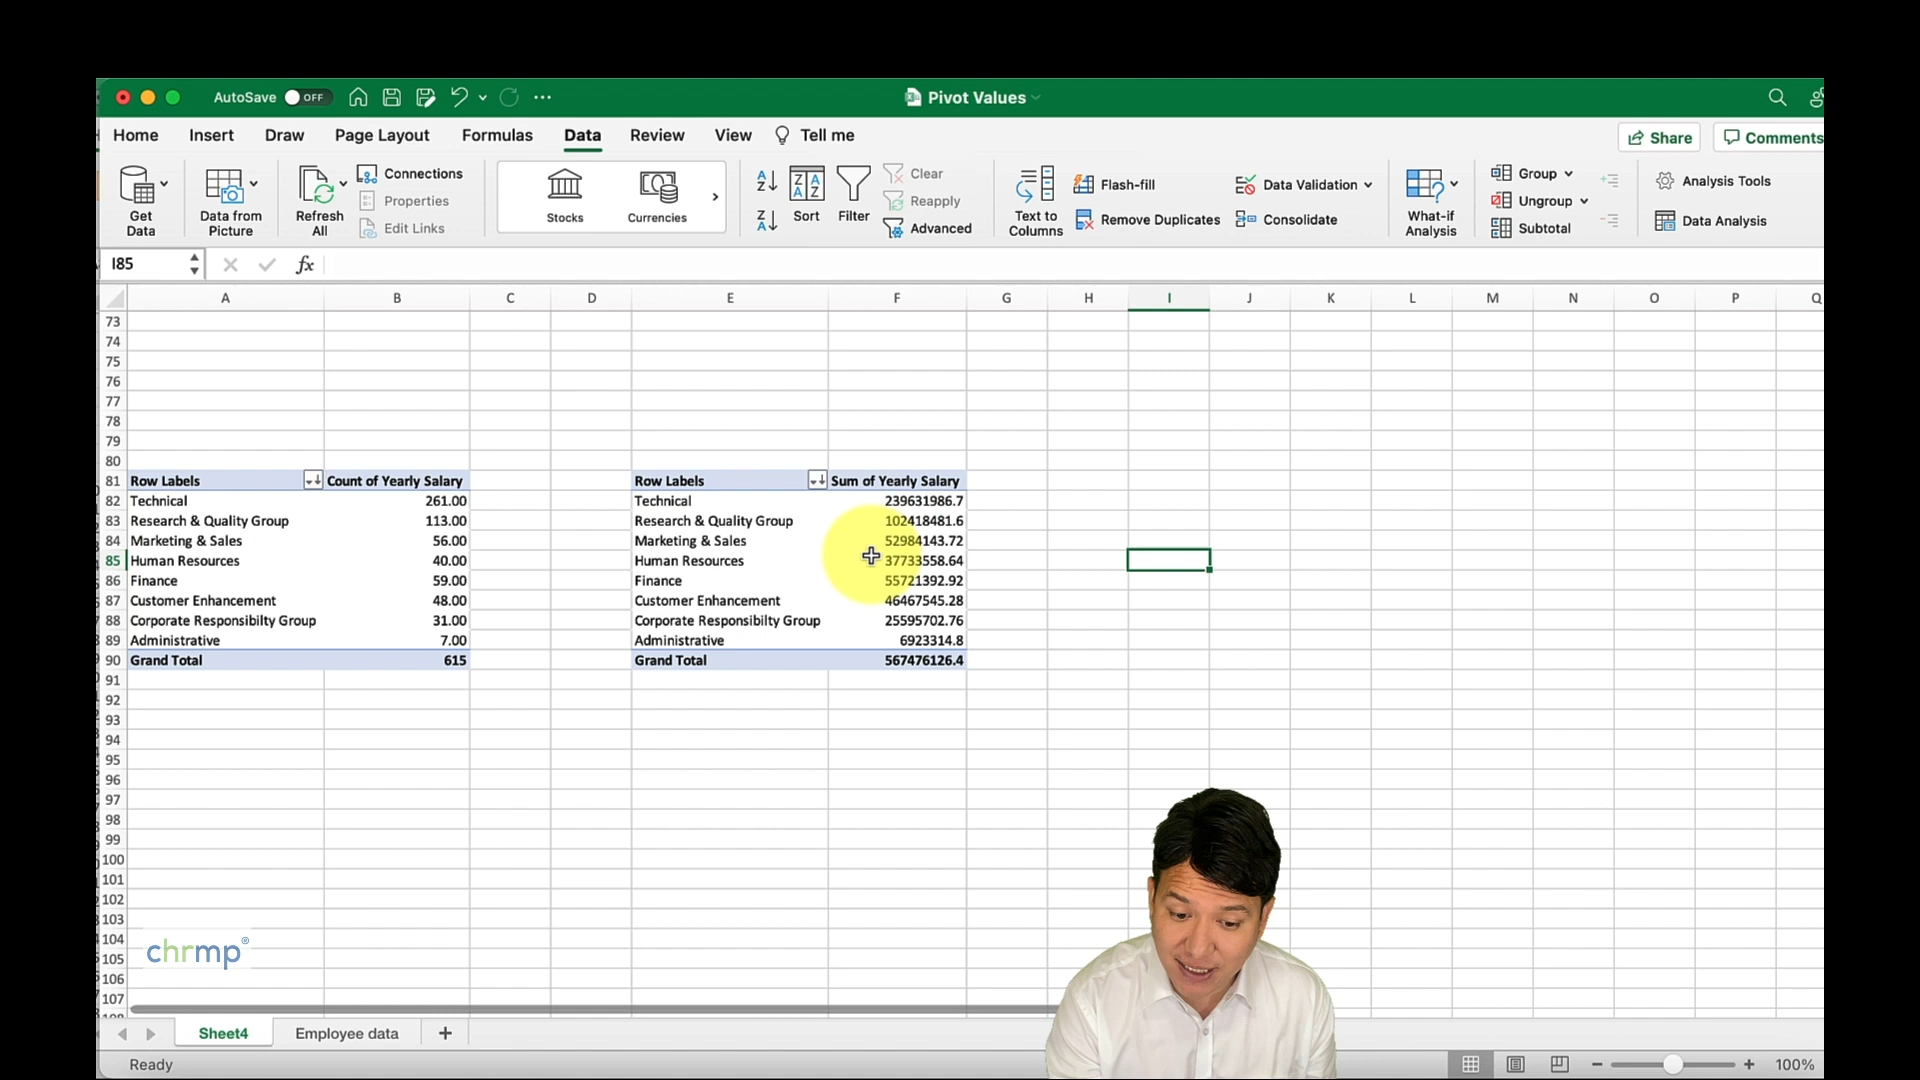 AutoSave OFF Pivot Values
Home Insert Draw Page Layout Formulas Data Review View Tell me Share Comments
Get Data
Data from Picture
Refresh All
Connections
Properties
Edit Links
Stocks Currencies
Sort Filter
Clear
Reapply
Advanced
Text to Columns
Flash-fill
Remove Duplicates
Data Validation
Consolidate
What-if Analysis
Group
Ungroup
Subtotal
Analysis Tools
Data Analysis
I85 fx
A B C D E F G H I J K L M N O P Q
73
74
75
76
77
78
79
80
81 Row Labels Count of Yearly Salary Row Labels Sum of Yearly Salary
82 Technical 261.00 Technical 239631986.7
83 Research & Quality Group 113.00 Research & Quality Group 102418481.6
84 Marketing & Sales 56.00 Marketing & Sales 52984143.72
85 Human Resources 40.00 Human Resources 37733558.64
86 Finance 59.00 Finance 55721392.92
87 Customer Enhancement 48.00 Customer Enhancement 46467545.28
88 Corporate Responsibilty Group 31.00 Corporate Responsibilty Group 25595702.76
89 Administrative 7.00 Administrative 6923314.8
90 Grand Total 615 Grand Total 567476126.4
91
92
93
94
95
96
97
98
99
100
101
102
103
104
105
106
107
chrmp®
Sheet4 Employee data +
Ready 100%